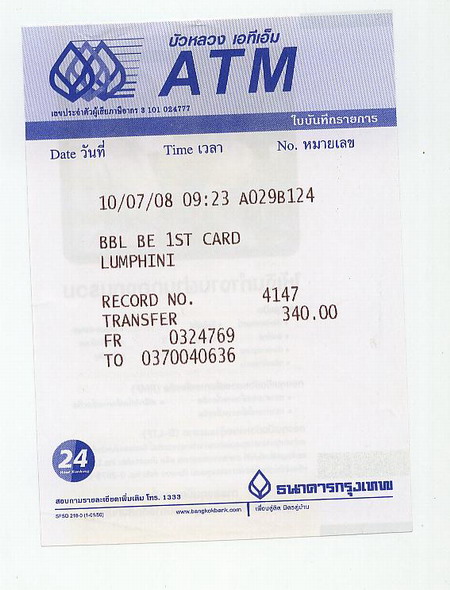 บัวหลวง เอทีเอ็ม
ATM
เลขประจำตัวผู้เสียภาษีอากร 3 101 024777
ใบบันทึกรายการ
Date วันที่ Time เวลา No. หมายเลข
10/07/08 09:23 A029B124
BBL BE 1ST CARD
LUMPHINI
RECORD NO. 4147
TRANSFER 340.00
FR 0324769
TO 0370040636
24
Hour Banking
ธนาคารกรุงเทพ
สอบถามรายละเอียดเพิ่มเติม โทร. 1333
www.bangkokbank.com เพื่อนคู่คิด มิตรคู่บ้าน